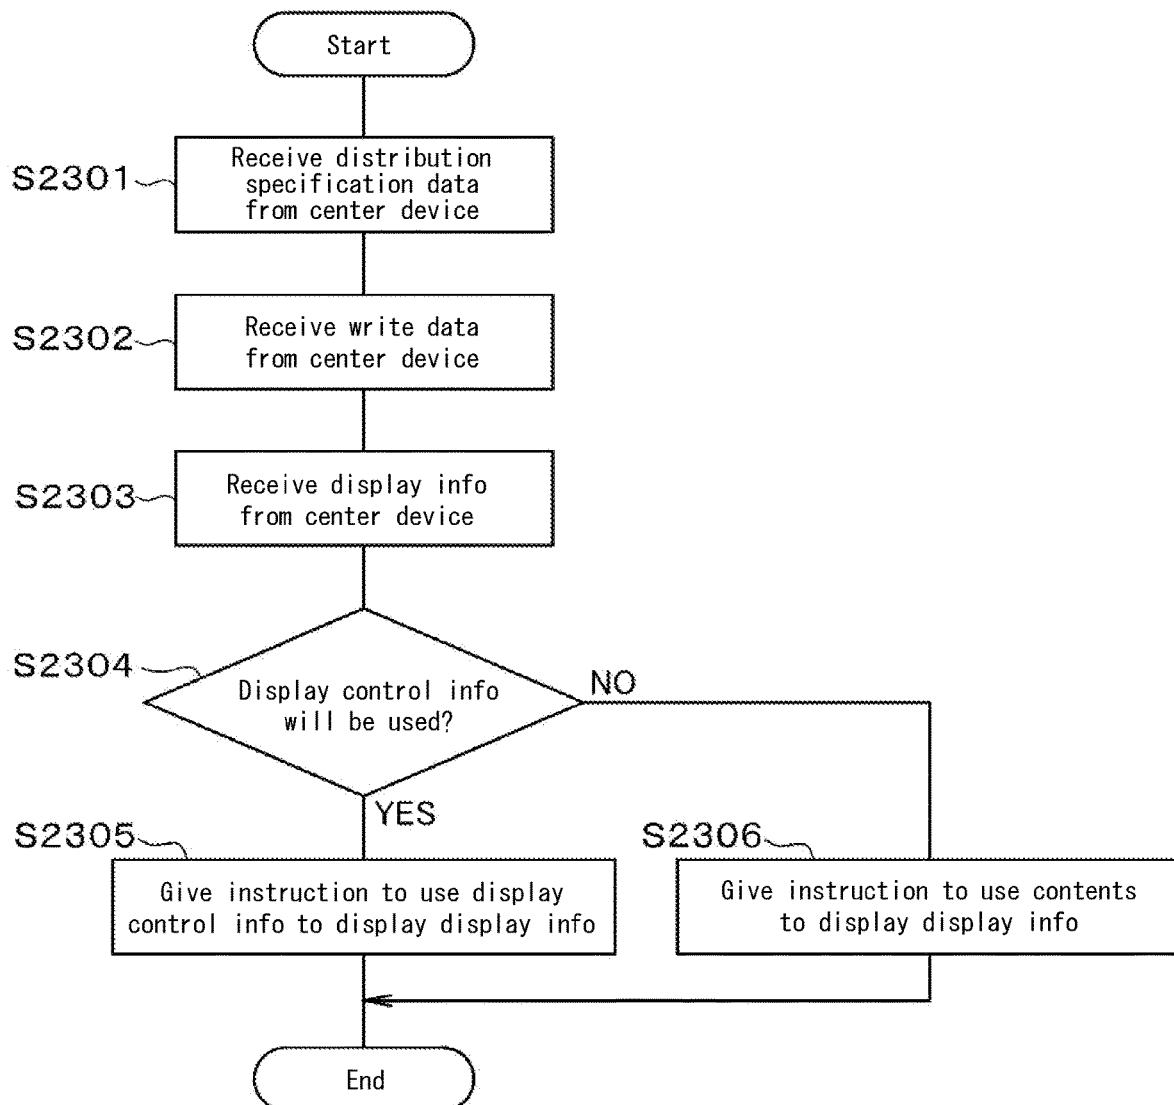 Start
S2301
Receive distribution
specification data
from center device
S2302
Receive write data
from center device
S2303
Receive display info
from center device
S2304
Display control info
will be used?
NO
YES
S2305
Give instruction to use display
control info to display display info
S2306
Give instruction to use contents
to display display info
End